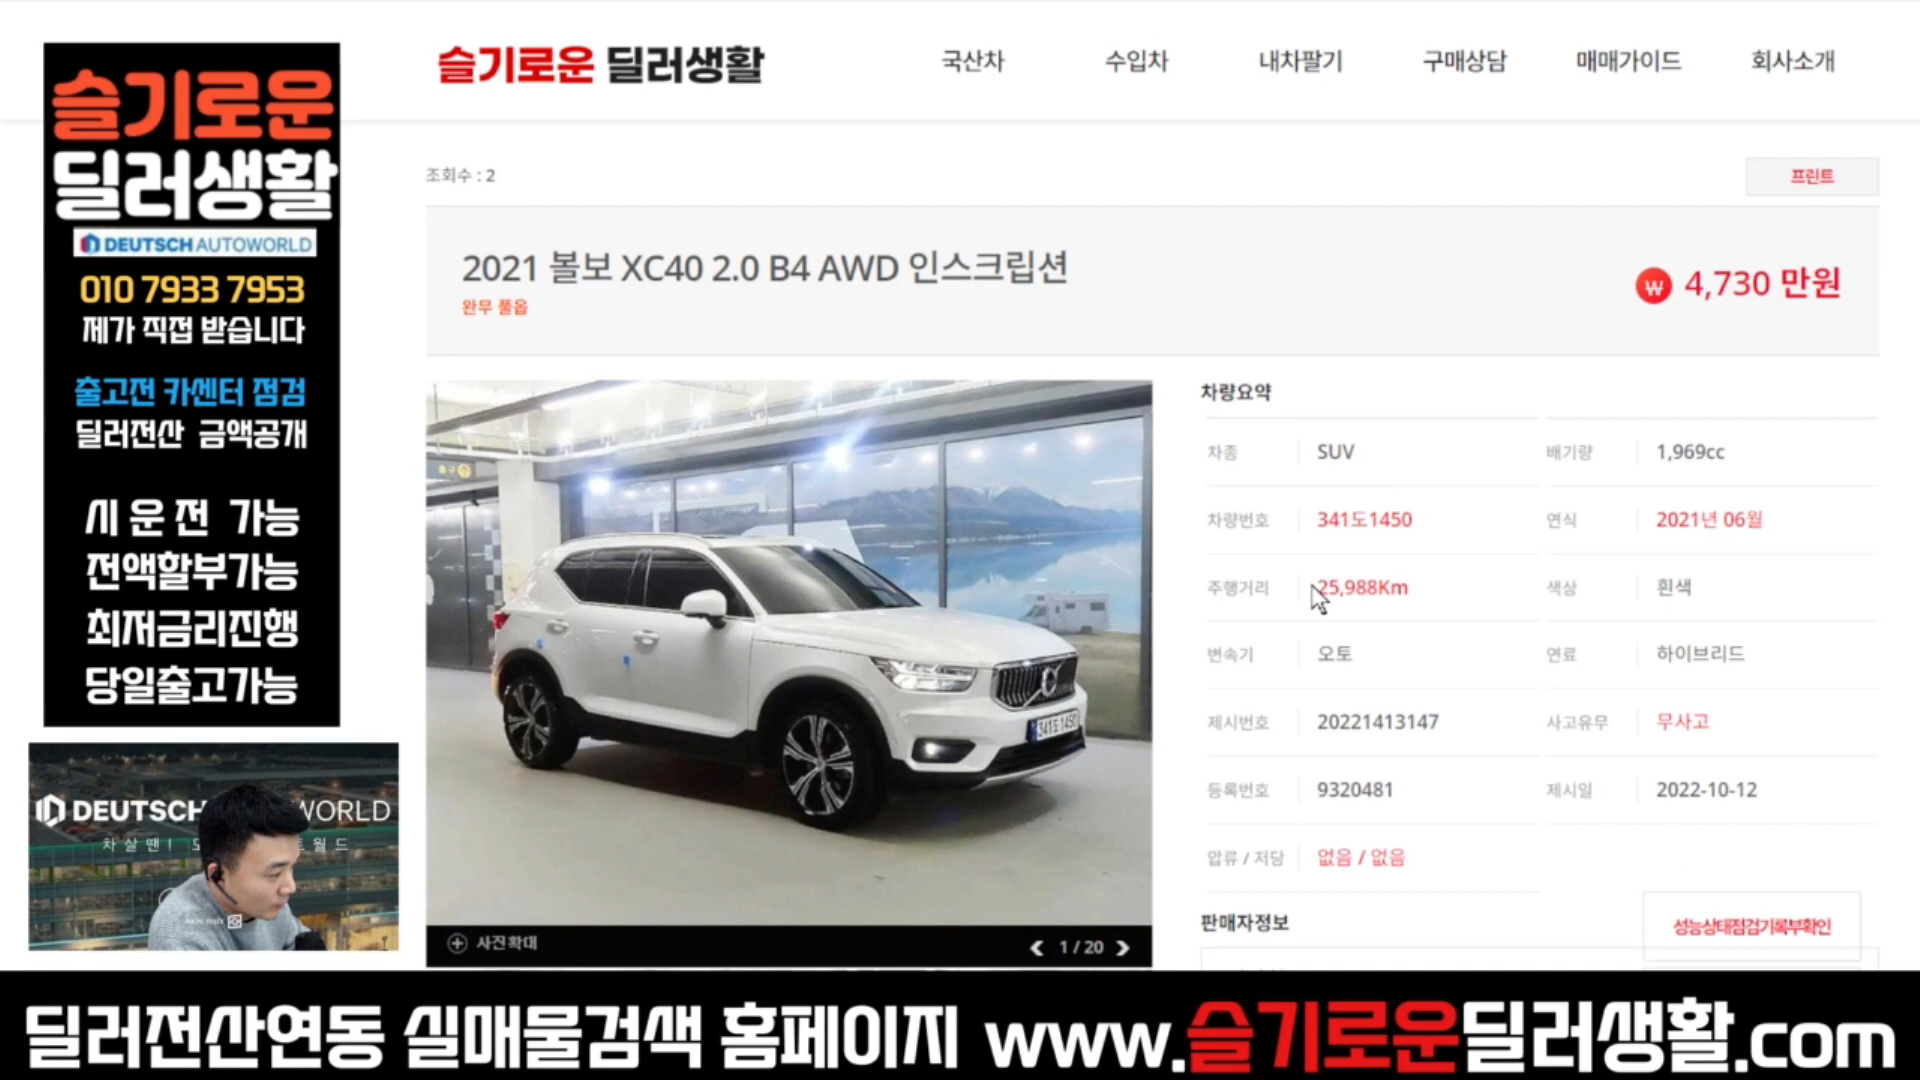 슬기로운
딜러생활
DEUTSCH AUTOWORLD
010 7933 7953
제가 직접 받습니다
출고전 카센터 점검
딜러전산 금액공개
시 운 전 가능
전액할부가능
최저금리진행
당일출고가능
슬기로운 딜러생활
국산차 수입차 내차팔기 구매상담 매매가이드 회사소개
조회수 : 2
프린트
2021 볼보 XC40 2.0 B4 AWD 인스크립션
완무 풀옵
₩ 4,730 만원
차량요약
차종 SUV 배기량 1,969cc
차량번호 341도1450 연식 2021년 06월
주행거리 25,988Km 색상 흰색
변속기 오토 연료 하이브리드
제시번호 20221413147 사고유무 무사고
등록번호 9320481 제시일 2022-10-12
압류 / 저당 없음 / 없음
판매자정보
성능상태점검기록부확인
사진확대
1 / 20
DEUTSCH WORLD
차 살 땐 !
월 드
딜러전산연동 실매물검색 홈페이지 www.슬기로운딜러생활.com